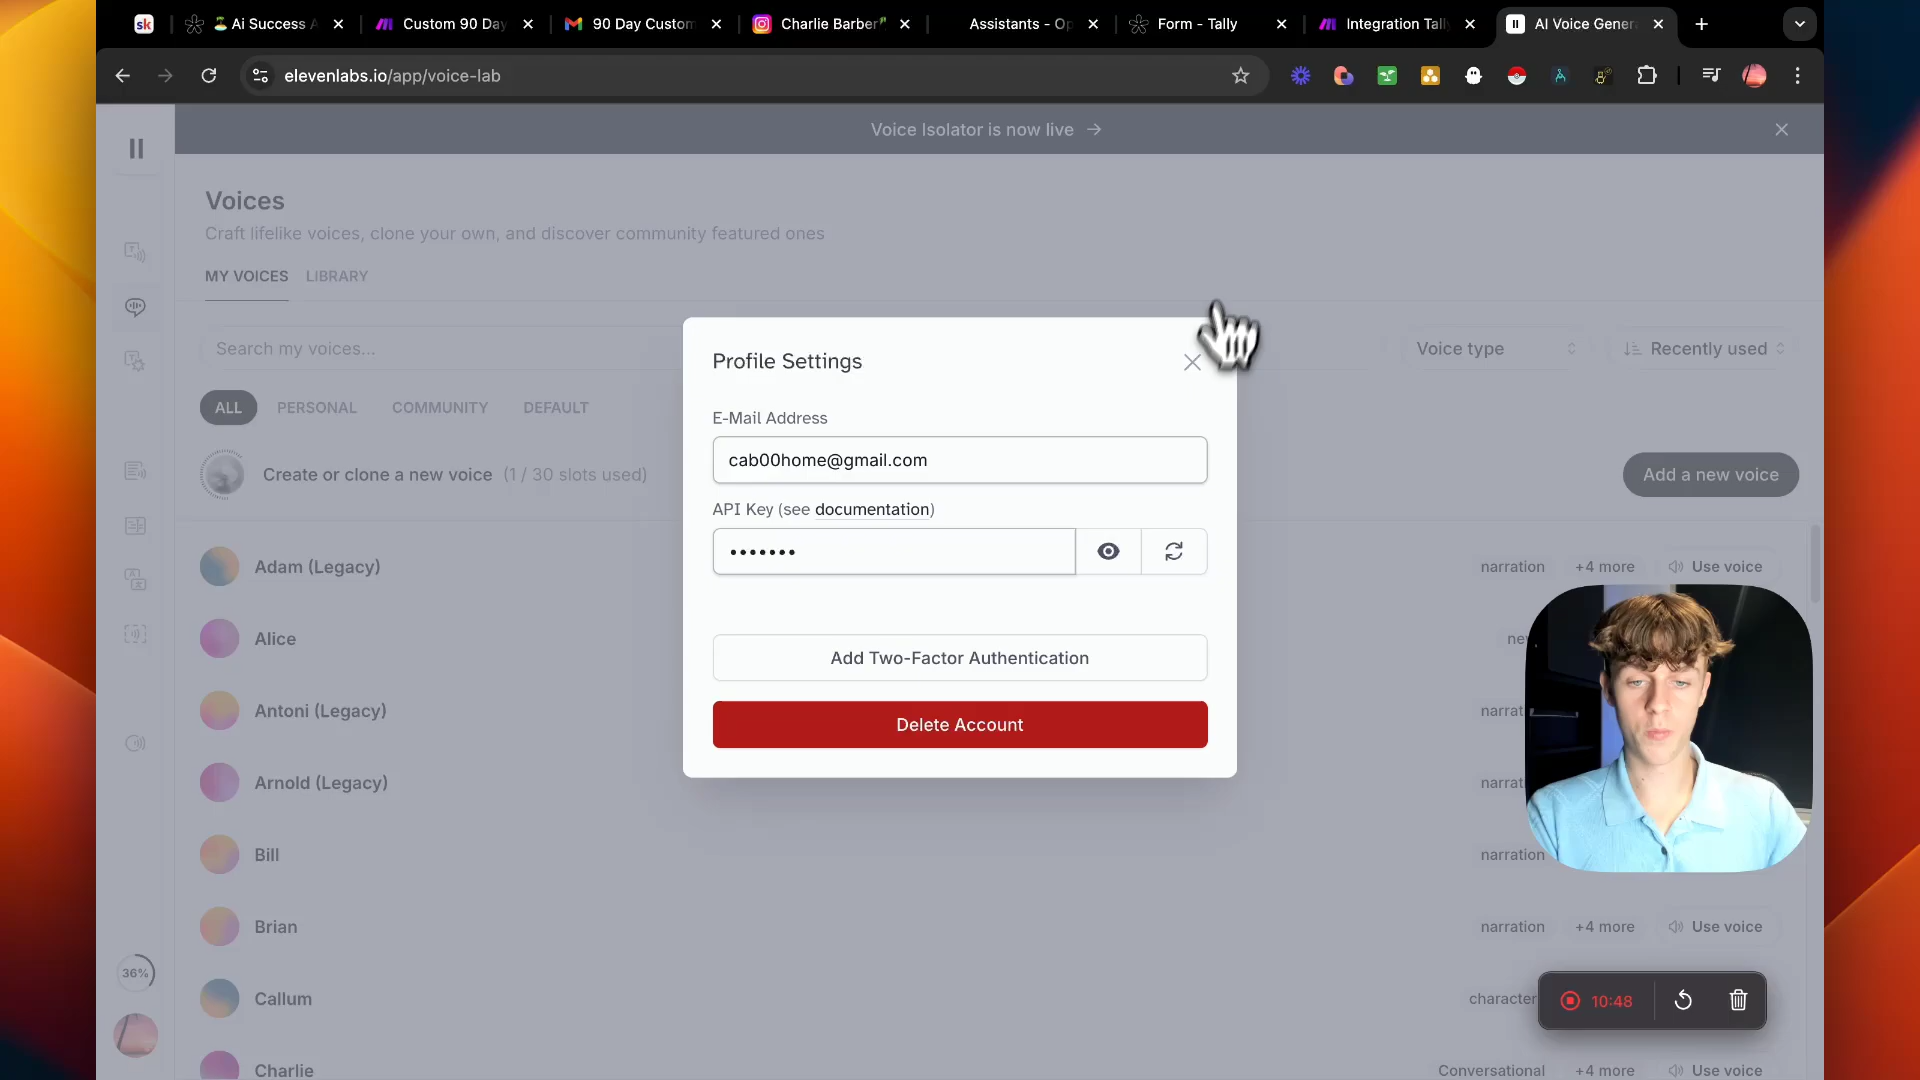 sk
Ai Success A
Custom 90 Day
90 Day Custom
Charlie Barber
Assistants - Op
Form - Tally
Integration Tally
AI Voice Genera
elevenlabs.io/app/voice-lab
Voice Isolator is now live →
Voices
Craft lifelike voices, clone your own, and discover community featured ones
MY VOICES LIBRARY
Search my voices...
Voice type
Recently used
ALL PERSONAL COMMUNITY DEFAULT
Create or clone a new voice (1 / 30 slots used)
Add a new voice
Profile Settings
E-Mail Address
cab00home@gmail.com
API Key (see documentation)
•••••••
Add Two-Factor Authentication
Delete Account
Adam (Legacy)
narration +4 more Use voice
Alice
Antoni (Legacy)
Arnold (Legacy)
Bill
narration
Brian
narration +4 more Use voice
Callum
character
Charlie
Conversational +4 more Use voice
36%
10:48